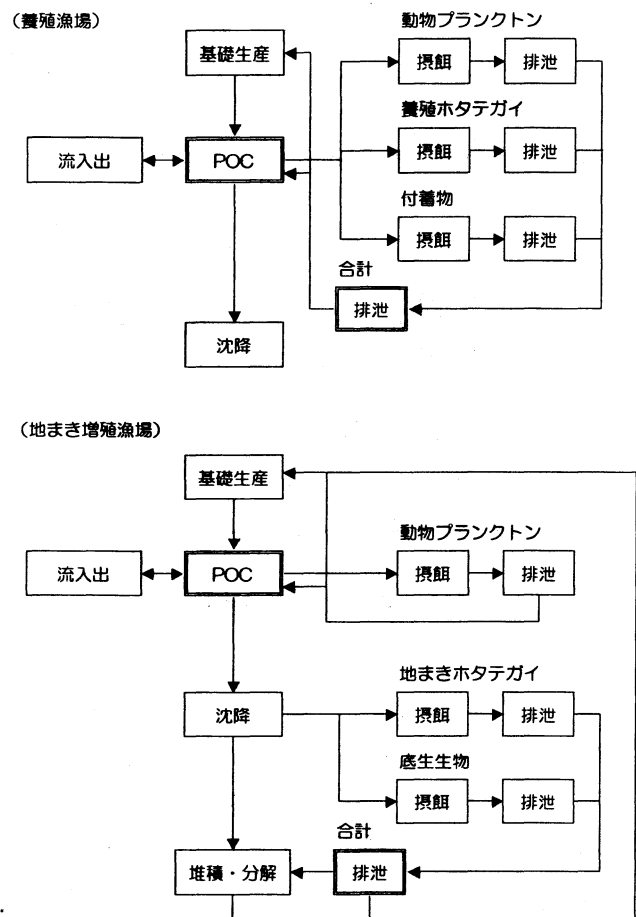 (養殖漁場)
動物プランクトン
基礎生産
摂餌
排泄
養殖ホタテガイ
流入出
POC
摂餌
排泄
付着物
摂餌
排泄
合計
排泄
沈降
(地まき増殖漁場)
基礎生産
動物プランクトン
流入出
POC
摂餌
排泄
地まきホタテガイ
沈降
摂餌
排泄
底生生物
摂餌
排泄
合計
堆積・分解
排泄